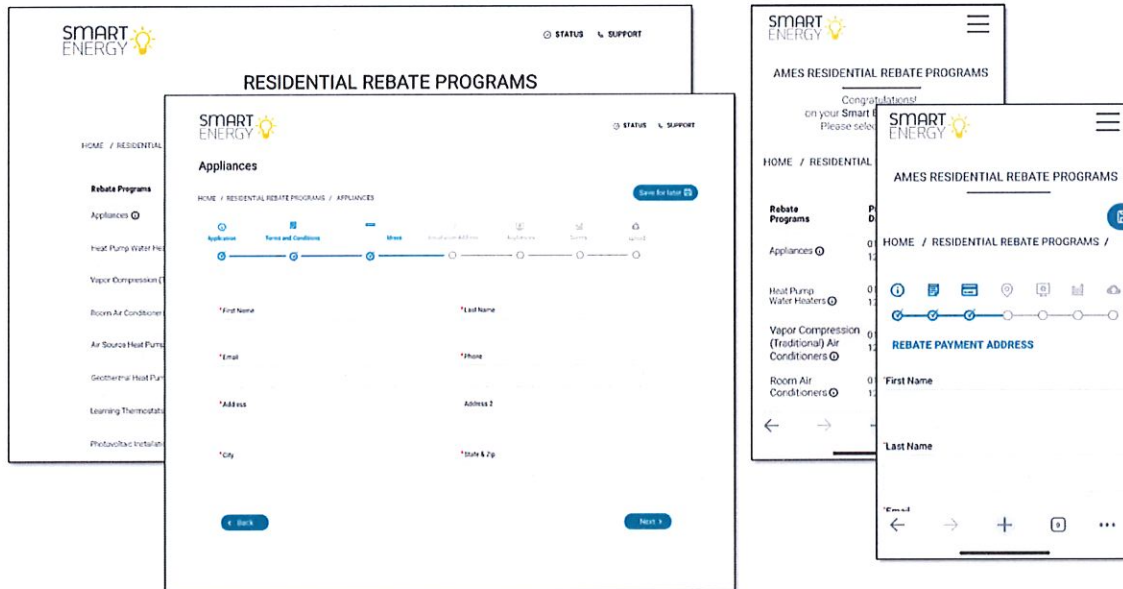 SMART
ENERGY
STATUS SUPPORT
RESIDENTIAL REBATE PROGRAMS
HOME / RESIDENTIAL
Rebate Programs
Appliances
Heat Pump Water Hea
Vapor Compression (T
Room Air Conditioner
Air Source Heat Pump
Geothermal Heat Pum
Learning Thermostats
Photovoltaic Installatio
SMART
ENERGY
STATUS SUPPORT
Appliances
HOME / RESIDENTIAL REBATE PROGRAMS / APPLIANCES
Save for later
Application Terms and Conditions
*First Name *Last Name
*Email *Phone
*Address Address 2
*City *State & Zip
< Back Next >
SMART
ENERGY
AMES RESIDENTIAL REBATE PROGRAMS
Congratulations!
on your Smart E
Please selec
HOME / RESIDENTIAL
Rebate
Programs
Appliances
Heat Pump
Water Heaters
Vapor Compression
(Traditional) Air
Conditioners
Room Air
Conditioners
SMART
ENERGY
AMES RESIDENTIAL REBATE PROGRAMS
HOME / RESIDENTIAL REBATE PROGRAMS /
REBATE PAYMENT ADDRESS
*First Name
*Last Name
*Email